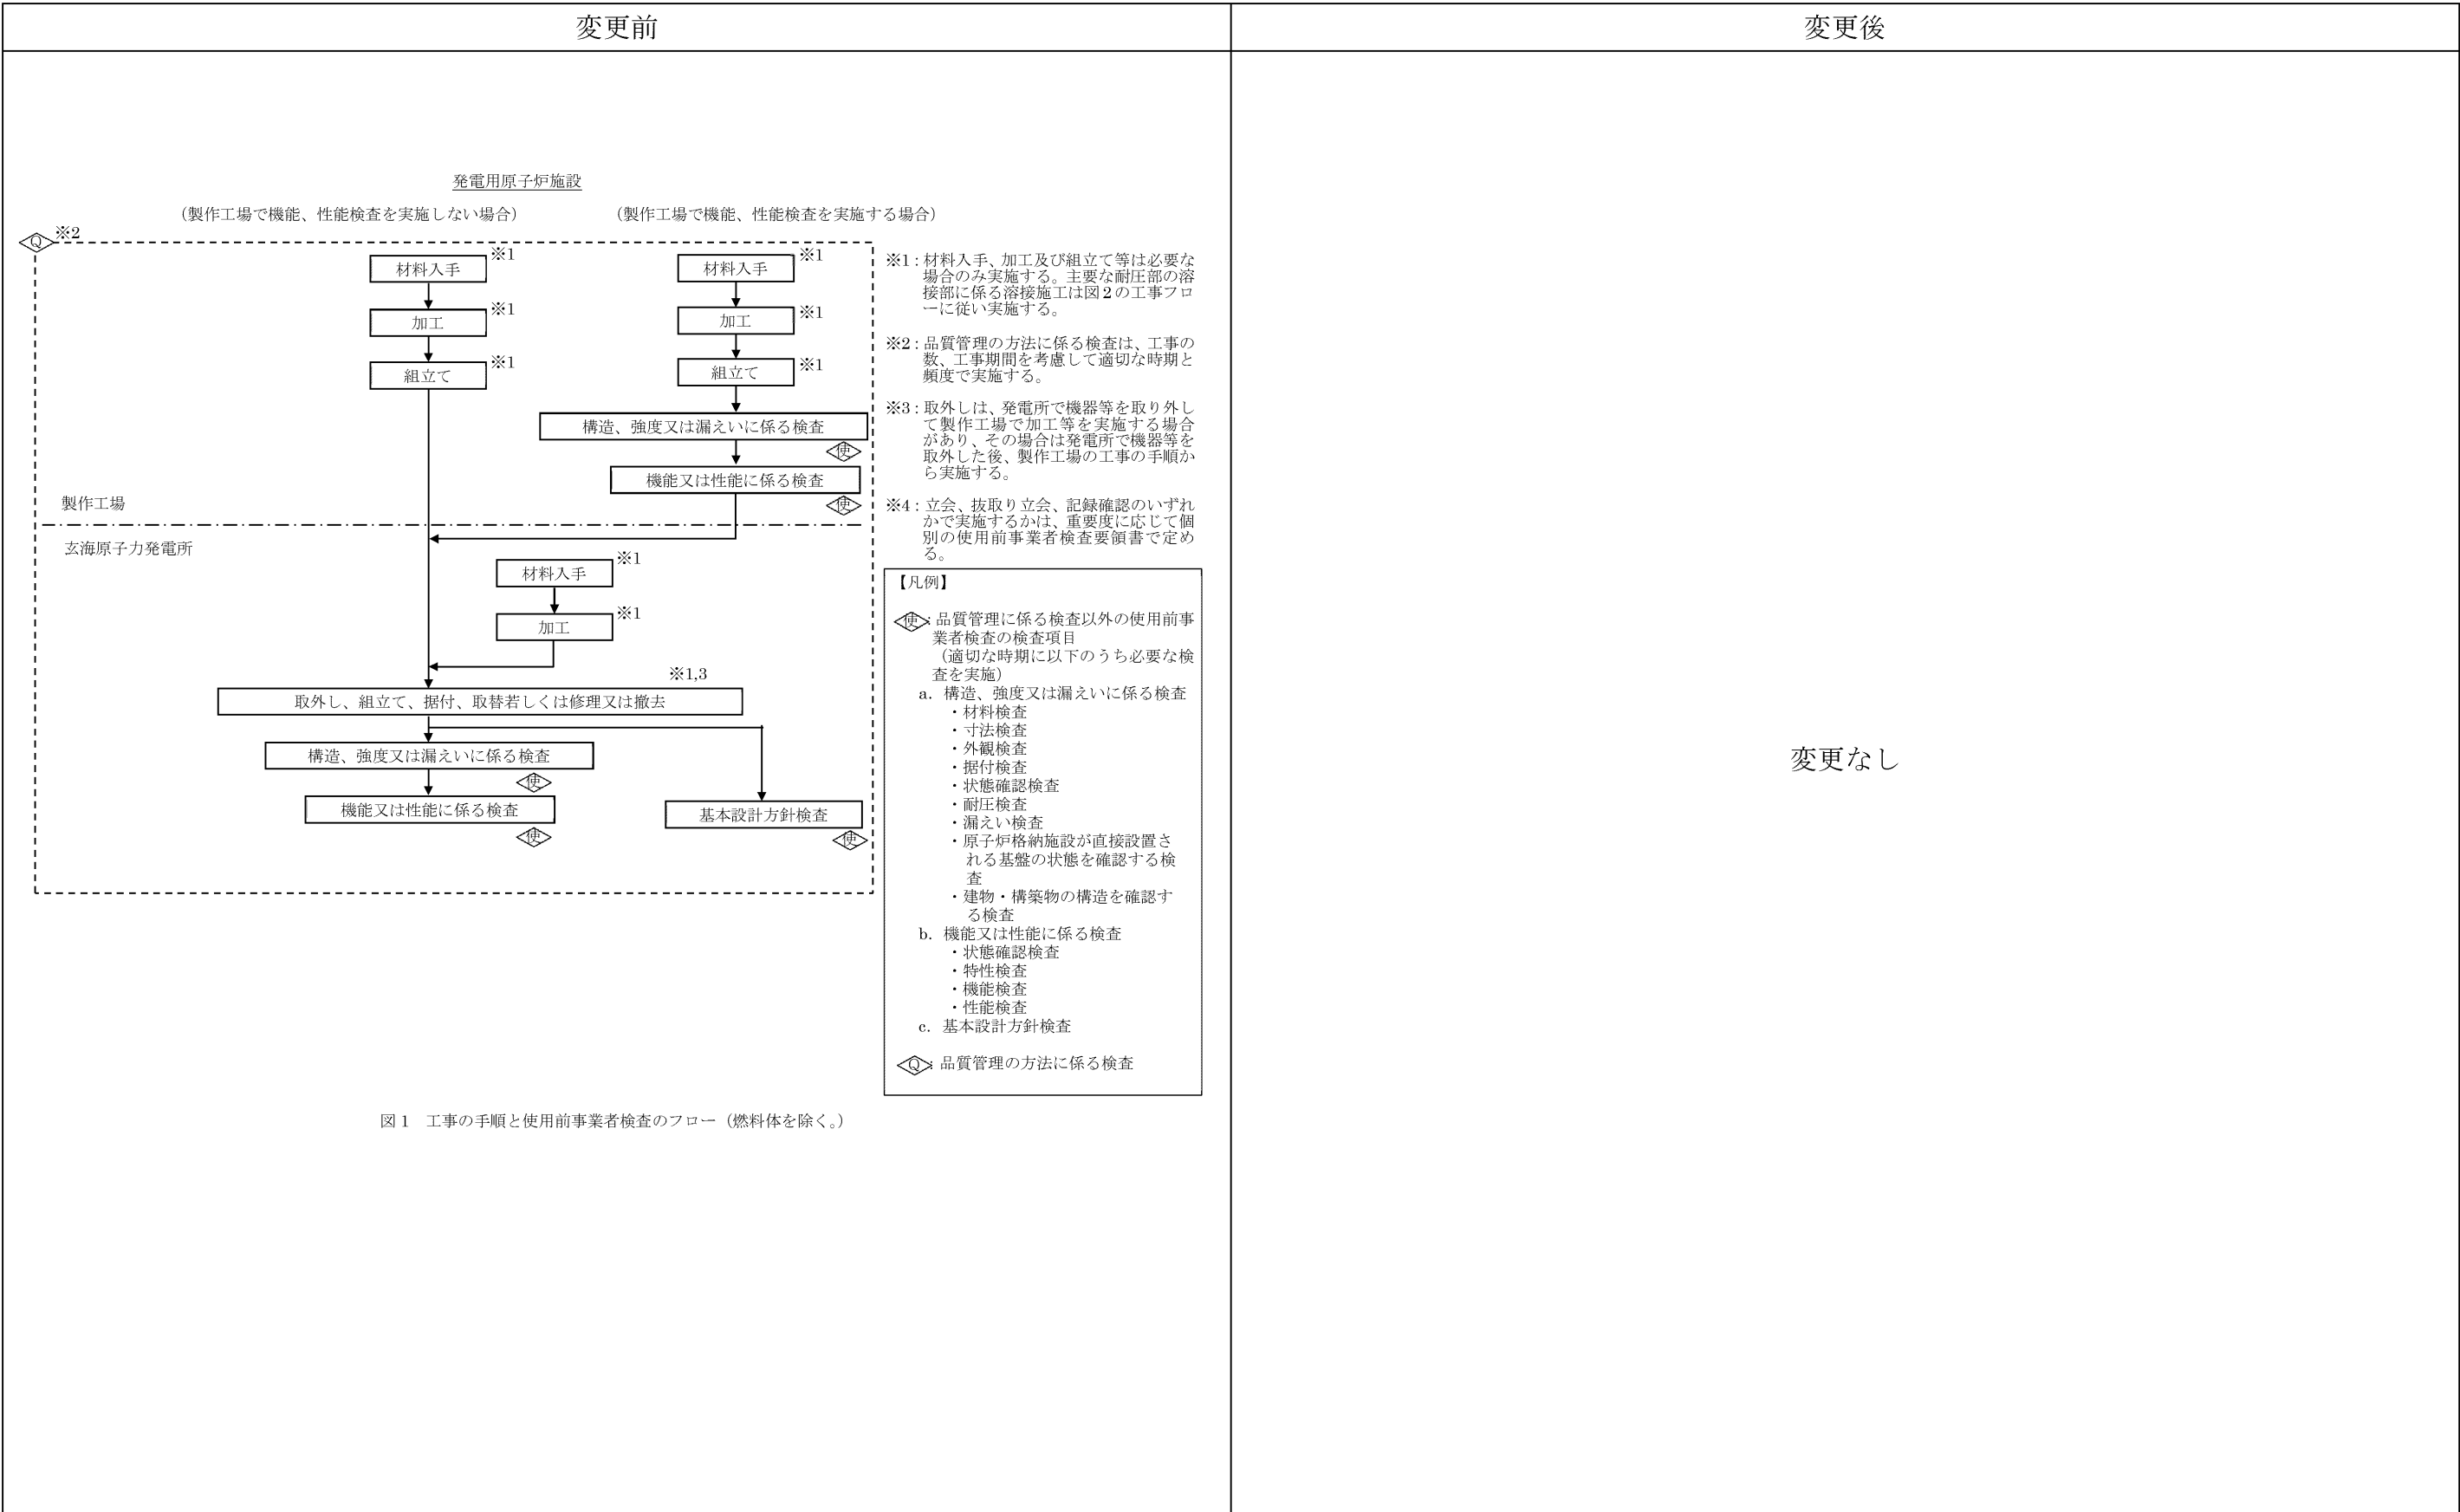 変更前
変更後
発電用原子炉施設
（製作工場で機能、性能検査を実施しない場合）
（製作工場で機能、性能検査を実施する場合）
Q
※2
材料入手
※1
加工
※1
組立て
※1
材料入手
※1
加工
※1
組立て
※1
構造、強度又は漏えいに係る検査
使
機能又は性能に係る検査
使
製作工場
玄海原子力発電所
材料入手
※1
加工
※1
※1,3
取外し、組立て、据付、取替若しくは修理又は撤去
構造、強度又は漏えいに係る検査
使
機能又は性能に係る検査
使
基本設計方針検査
使
※1：材料入手、加工及び組立て等は必要な
場合のみ実施する。主要な耐圧部の溶
接部に係る溶接施工は図2の工事フロ
ーに従い実施する。
※2：品質管理の方法に係る検査は、工事の
数、工事期間を考慮して適切な時期と
頻度で実施する。
※3：取外しは、発電所で機器等を取り外し
て製作工場で加工等を実施する場合
があり、その場合は発電所で機器等を
取外した後、製作工場の工事の手順か
ら実施する。
※4：立会、抜取り立会、記録確認のいずれ
かで実施するかは、重要度に応じて個
別の使用前事業者検査要領書で定め
る。
【凡例】
使：品質管理に係る検査以外の使用前事
業者検査の検査項目
（適切な時期に以下のうち必要な検
査を実施）
a. 構造、強度又は漏えいに係る検査
・材料検査
・寸法検査
・外観検査
・据付検査
・状態確認検査
・耐圧検査
・漏えい検査
・原子炉格納施設が直接設置さ
れる基盤の状態を確認する検
査
・建物・構築物の構造を確認す
る検査
b. 機能又は性能に係る検査
・状態確認検査
・特性検査
・機能検査
・性能検査
c. 基本設計方針検査
Q：品質管理の方法に係る検査
図1　工事の手順と使用前事業者検査のフロー（燃料体を除く。）
変更なし